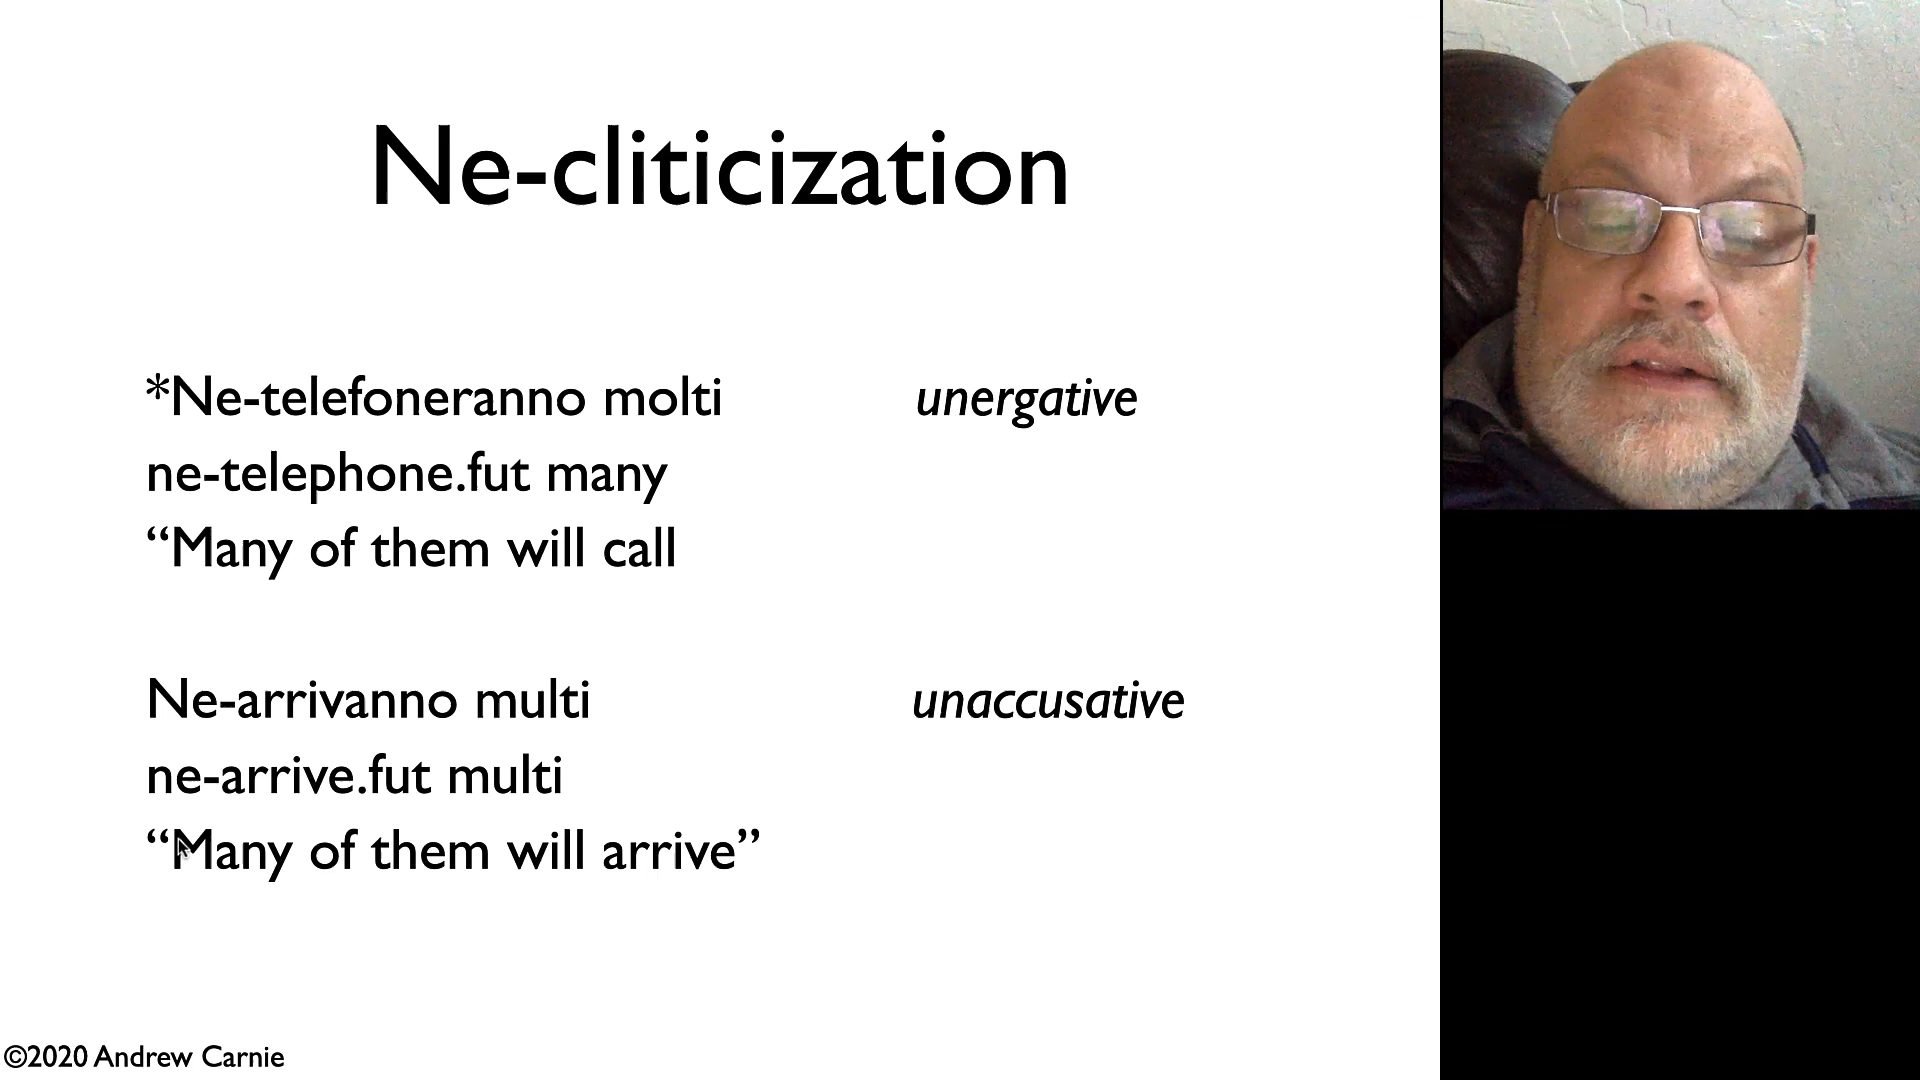 Ne-cliticization
*Ne-telefoneranno molti unergative
ne-telephone.fut many
“Many of them will call
Ne-arrivanno multi unaccusative
ne-arrive.fut multi
“Many of them will arrive”
©2020 Andrew Carnie